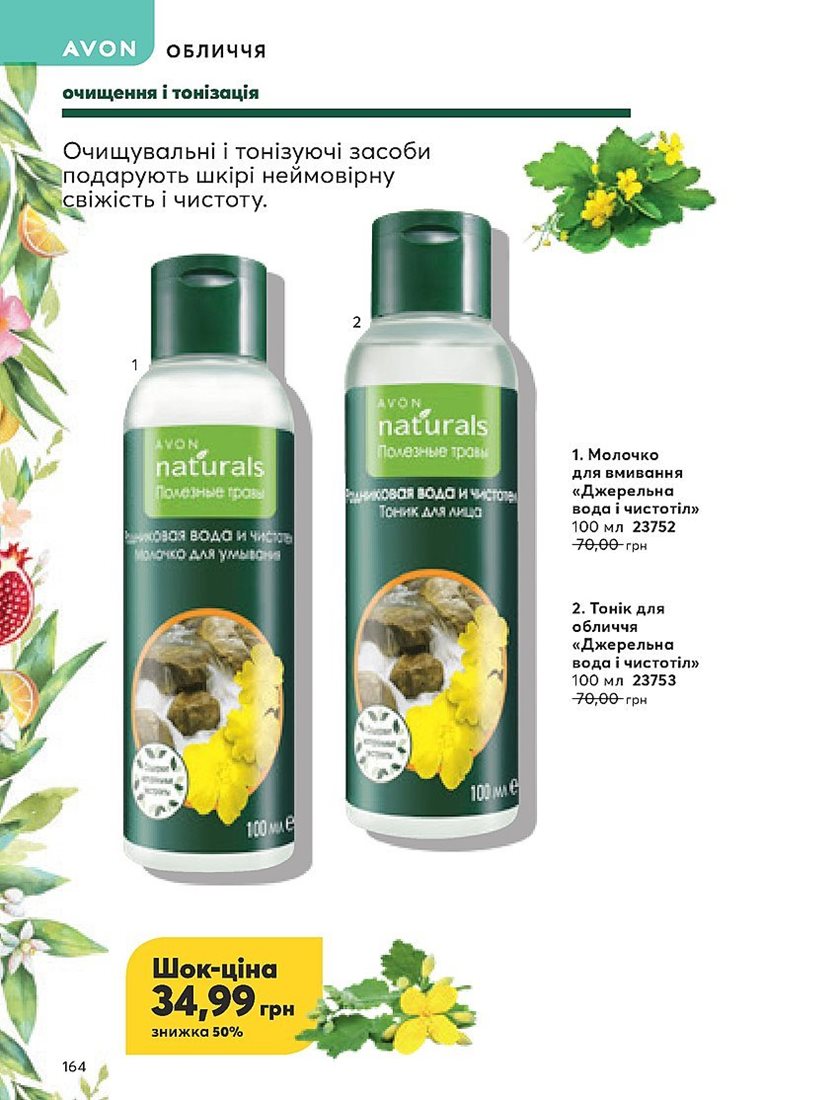 AVON ОБЛИЧЧЯ
очищення і тонізація
Очищувальні і тонізуючі засоби
подарують шкірі неймовірну
свіжість і чистоту.
1
AVON
naturals
Полезные травы
Родниковая вода и чистотел
Молочко для умывания
100 мл e
2
AVON
naturals
Полезные травы
Родниковая вода и чистотел
Тоник для лица
100 мл e
1. Молочко
для вмивання
«Джерельна
вода і чистотіл»
100 мл 23752
70,00 грн
2. Тонік для
обличчя
«Джерельна
вода і чистотіл»
100 мл 23753
70,00 грн
Шок-ціна
34,99 грн
знижка 50%
164